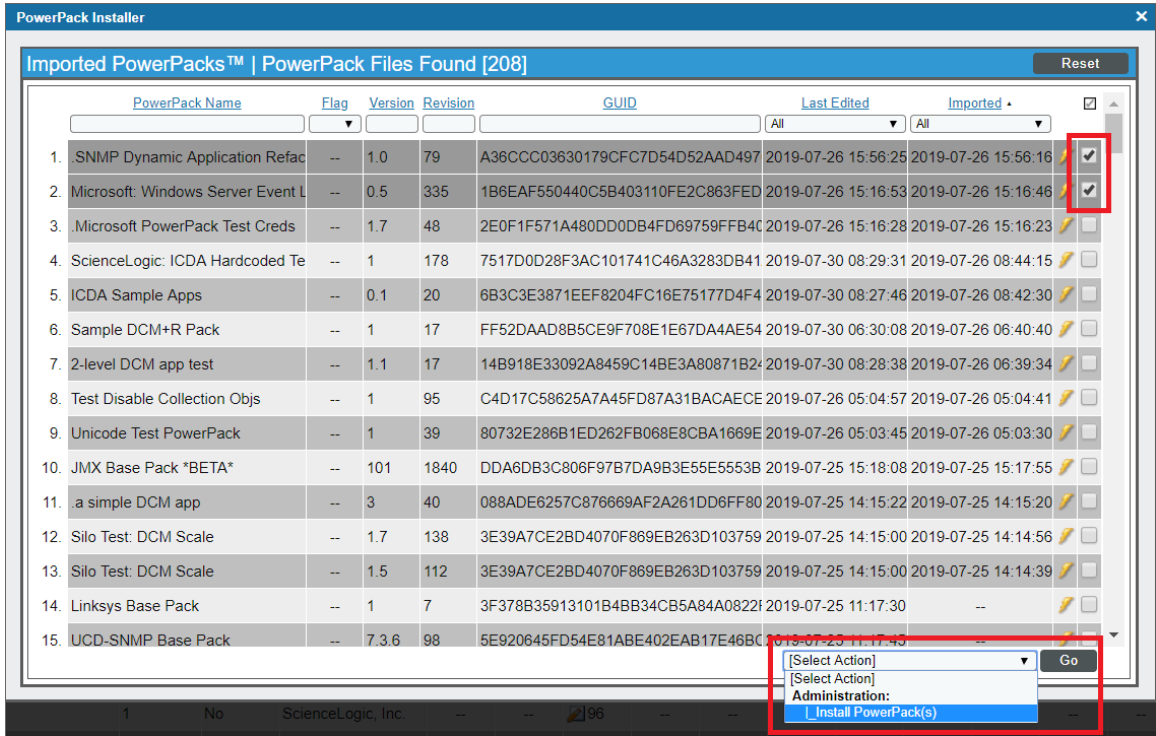 PowerPack Installer ×
Imported PowerPacks™ | PowerPack Files Found [208] Reset
PowerPack Name Flag Version Revision GUID Last Edited Imported
All All
1. .SNMP Dynamic Application Refac -- 1.0 79 A36CCC03630179CFC7D54D52AAD497 2019-07-26 15:56:25 2019-07-26 15:56:16
2. Microsoft: Windows Server Event L -- 0.5 335 1B6EAF550440C5B403110FE2C863FED 2019-07-26 15:16:53 2019-07-26 15:16:46
3. .Microsoft PowerPack Test Creds -- 1.7 48 2E0F1F571A480DD0DB4FD69759FFB4C 2019-07-26 15:16:28 2019-07-26 15:16:23
4. ScienceLogic: ICDA Hardcoded Te -- 1 178 7517D0D28F3AC101741C46A3283DB41 2019-07-30 08:29:31 2019-07-26 08:44:15
5. ICDA Sample Apps -- 0.1 20 6B3C3E3871EEF8204FC16E75177D4F4 2019-07-30 08:27:46 2019-07-26 08:42:30
6. Sample DCM+R Pack -- 1 17 FF52DAAD8B5CE9F708E1E67DA4AE54 2019-07-30 06:30:08 2019-07-26 06:40:40
7. 2-level DCM app test -- 1.1 17 14B918E33092A8459C14BE3A80871B24 2019-07-30 08:28:38 2019-07-26 06:39:34
8. Test Disable Collection Objs -- 1 95 C4D17C58625A7A45FD87A31BACAECE 2019-07-26 05:04:57 2019-07-26 05:04:41
9. Unicode Test PowerPack -- 1 39 80732E286B1ED262FB068E8CBA1669E 2019-07-26 05:03:45 2019-07-26 05:03:30
10. JMX Base Pack *BETA* -- 101 1840 DDA6DB3C806F97B7DA9B3E55E5553B 2019-07-25 15:18:08 2019-07-25 15:17:55
11. .a simple DCM app -- 3 40 088ADE6257C876669AF2A261DD6FF80 2019-07-25 14:15:22 2019-07-25 14:15:20
12. Silo Test: DCM Scale -- 1.7 138 3E39A7CE2BD4070F869EB263D103759 2019-07-25 14:15:00 2019-07-25 14:14:56
13. Silo Test: DCM Scale -- 1.5 112 3E39A7CE2BD4070F869EB263D103759 2019-07-25 14:15:00 2019-07-25 14:14:39
14. Linksys Base Pack -- 1 7 3F378B35913101B4BB34CB5A84A0822 2019-07-25 11:17:30 --
15. UCD-SNMP Base Pack -- 7.3.6 98 5E920645FD54E81ABE402EAB17E46B 2019-07-25 11:17:45 --
[Select Action] Go
[Select Action]
Administration:
|_Install PowerPack(s)
1 No ScienceLogic, Inc. -- -- 96 -- -- -- --